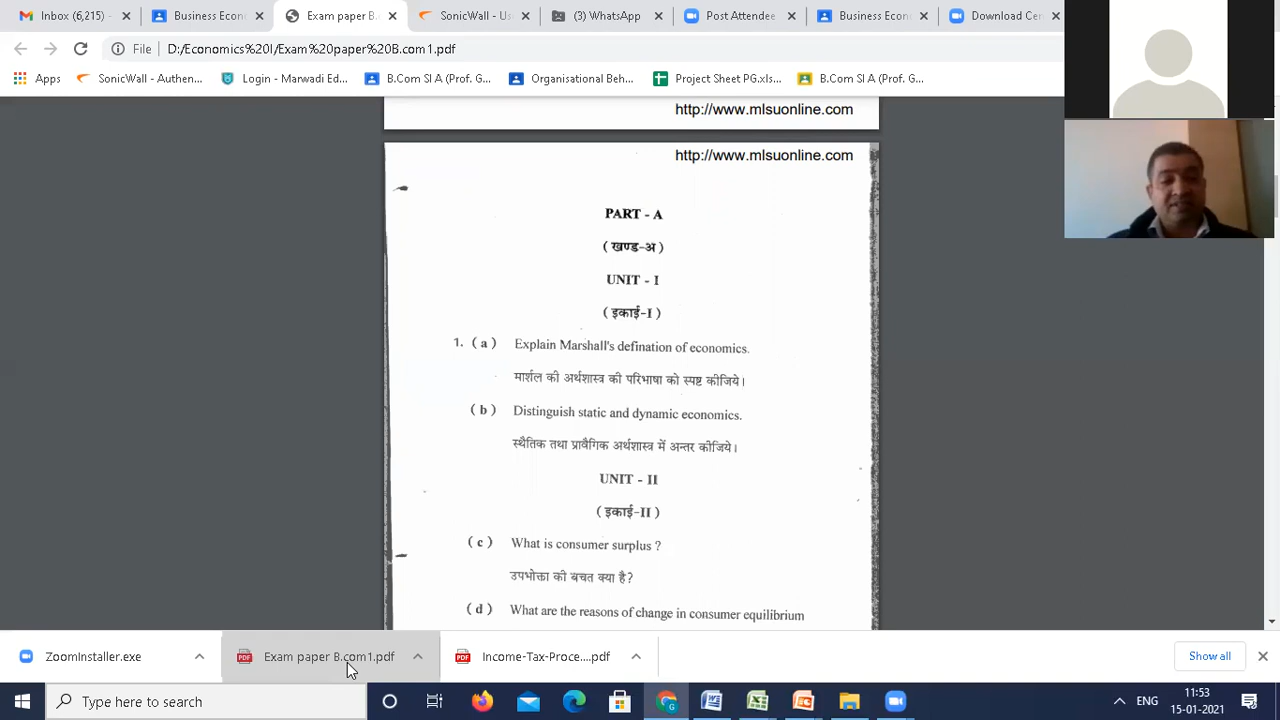 Inbox (6,215) -
Business Econ
Exam paper B.
SonicWall - Us
(3) WhatsApp
Post Attendee
Business Econ
Download Cen
File
D:/Economics%20I/Exam%20paper%20B.com1.pdf
Apps
SonicWall - Authen...
Login - Marwadi Ed...
B.Com SI A (Prof. G...
Organisational Beh...
Project Seet PG.xls...
B.Com SI A (Prof. G...
http://www.mlsuonline.com
http://www.mlsuonline.com
PART - A
( खण्ड-अ )
UNIT - I
( इकाई-I )
1. ( a ) Explain Marshall's defination of economics.
मार्शल की अर्थशास्त्र की परिभाषा को स्पष्ट कीजिये।
( b ) Distinguish static and dynamic economics.
स्थैतिक तथा प्रावैगिक अर्थशास्त्र में अन्तर कीजिये।
UNIT - II
( इकाई-II )
( c ) What is consumer surplus ?
उपभोक्ता की बचत क्या है?
( d ) What are the reasons of change in consumer equilibrium
ZoomInstaller.exe
Exam paper B.com1.pdf
Income-Tax-Proce....pdf
Show all
Type here to search
ENG
11:53
15-01-2021